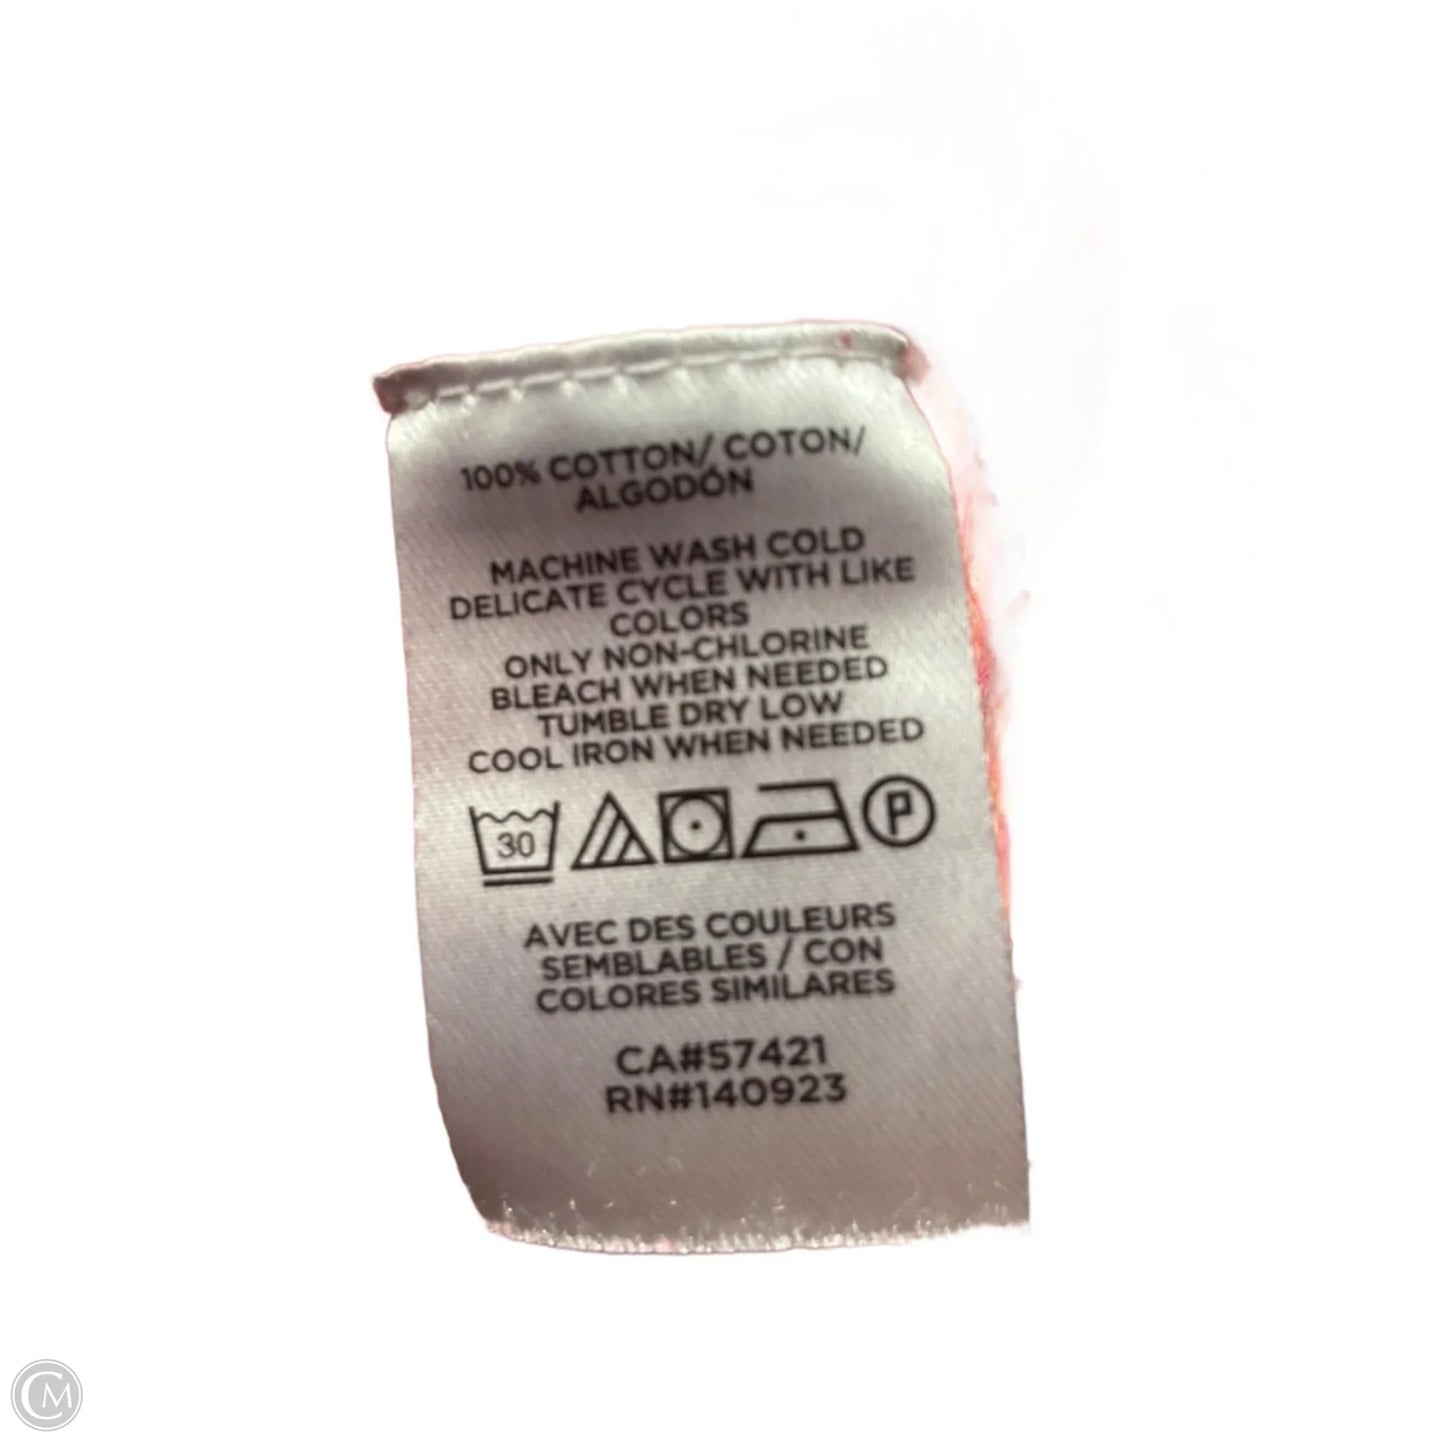 100% COTTON/ COTON/
ALGODÓN
MACHINE WASH COLD
DELICATE CYCLE WITH LIKE
COLORS
ONLY NON-CHLORINE
BLEACH WHEN NEEDED
TUMBLE DRY LOW
COOL IRON WHEN NEEDED
30 P
AVEC DES COULEURS
SEMBLABLES / CON
COLORES SIMILARES
CA#57421
RN#140923
CM